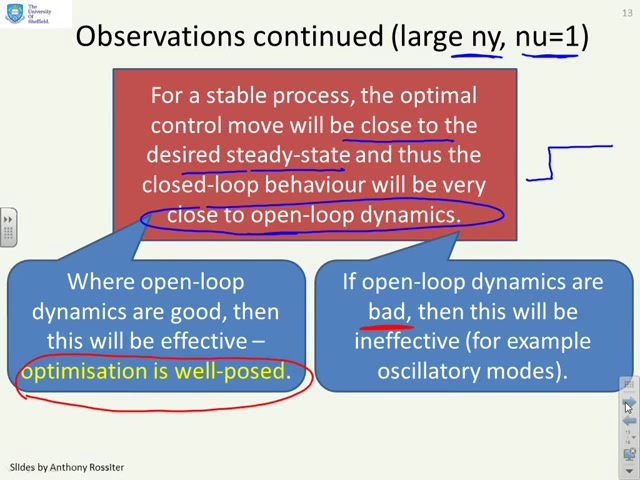 The
University
Of
Sheffield.
13
Observations continued (large ny, nu=1)
For a stable process, the optimal
control move will be close to the
desired steady-state and thus the
closed-loop behaviour will be very
close to open-loop dynamics.
Where open-loop
dynamics are good, then
this will be effective –
optimisation is well-posed.
If open-loop dynamics are
bad, then this will be
ineffective (for example
oscillatory modes).
Slides by Anthony Rossiter